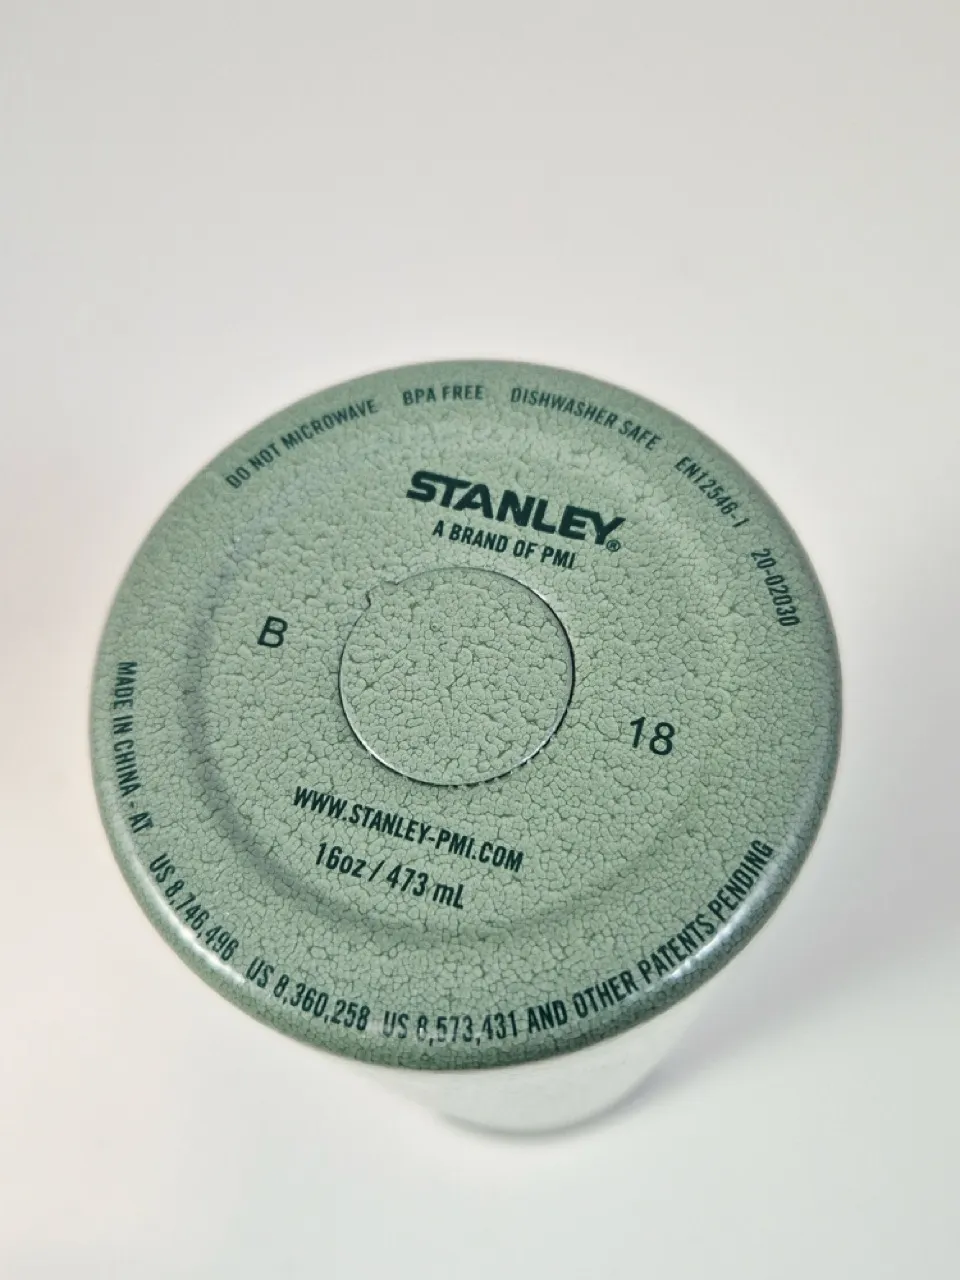 DO NOT MICROWAVE BPA FREE DISHWASHER SAFE EN12546-1 20-02030
STANLEY®
A BRAND OF PMI
B
18
WWW.STANLEY-PMI.COM
16oz / 473 mL
MADE IN CHINA - AT US 8,746,496 US 8,360,258 US 8,573,431 AND OTHER PATENTS PENDING